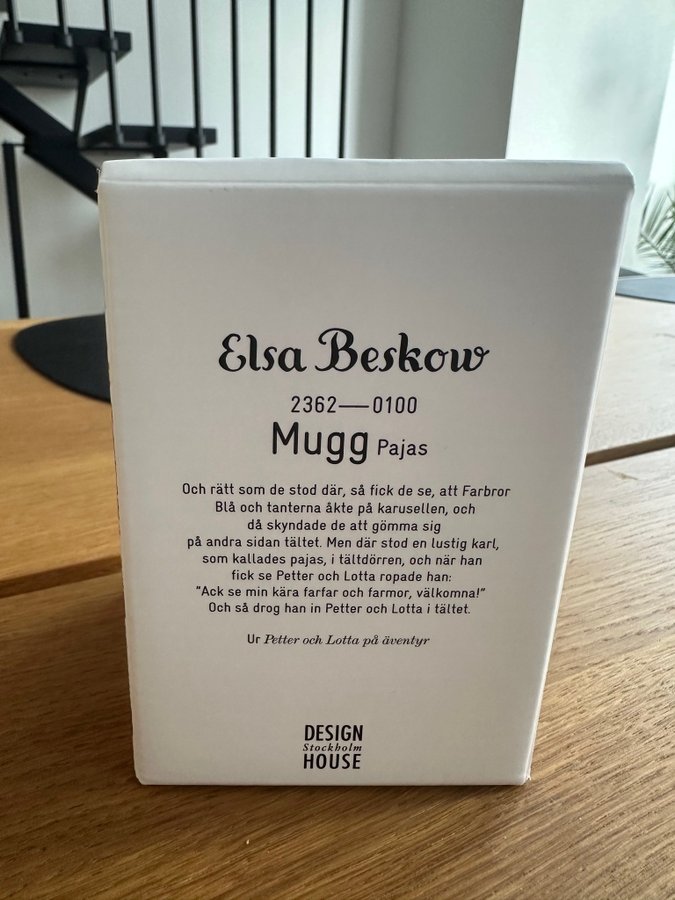 Elsa Beskow
2362—0100
Mugg Pajas
Och rätt som de stod där, så fick de se, att Farbror
Blå och tanterna åkte på karusellen, och
då skyndade de att gömma sig
på andra sidan tältet. Men där stod en lustig karl,
som kallades pajas, i tältdörren, och när han
fick se Petter och Lotta ropade han:
"Ack se min kära farfar och farmor, välkomna!"
Och så drog han in Petter och Lotta i tältet.
Ur Petter och Lotta på äventyr
DESIGN
Stockholm
HOUSE